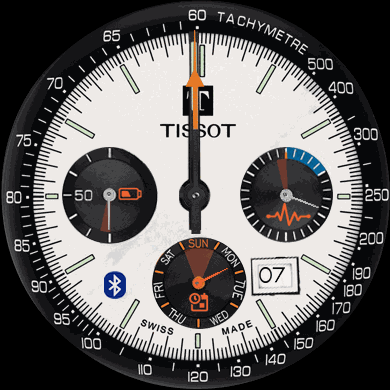 60 TACHYMETRE 500
65 400
70 300
75
T
TISSOT
80 50 250
85 200
90 190
95 180
100 170
110 120 130 140 150 160
SUN MON TUE WED THU FRI SAT
07
SWISS MADE